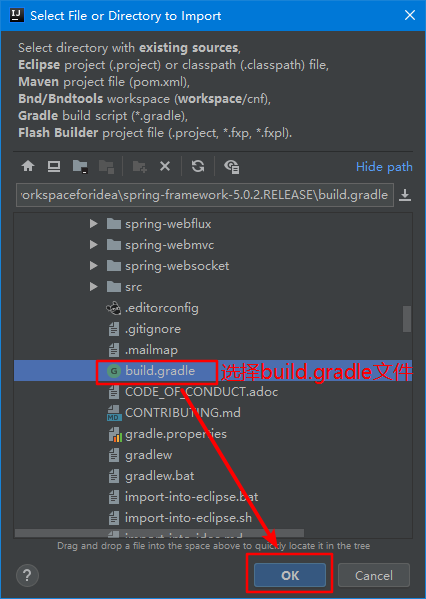 Select File or Directory to Import
Select directory with existing sources,
Eclipse project (.project) or classpath (.classpath) file,
Maven project file (pom.xml),
Bnd/Bndtools workspace (workspace/cnf),
Gradle build script (*.gradle),
Flash Builder project file (.project, *.fxp, *.fxpl).
Hide path
orkspaceforidea\spring-framework-5.0.2.RELEASE\build.gradle
spring-webflux
spring-webmvc
spring-websocket
src
.editorconfig
.gitignore
.mailmap
build.gradle 选择build.gradle文件
CODE_OF_CONDUCT.adoc
CONTRIBUTING.md
gradle.properties
gradlew
gradlew.bat
import-into-eclipse.bat
import-into-eclipse.sh
import-into-idea.md
Drag and drop a file into the space above to quickly locate it in the tree
? OK Cancel